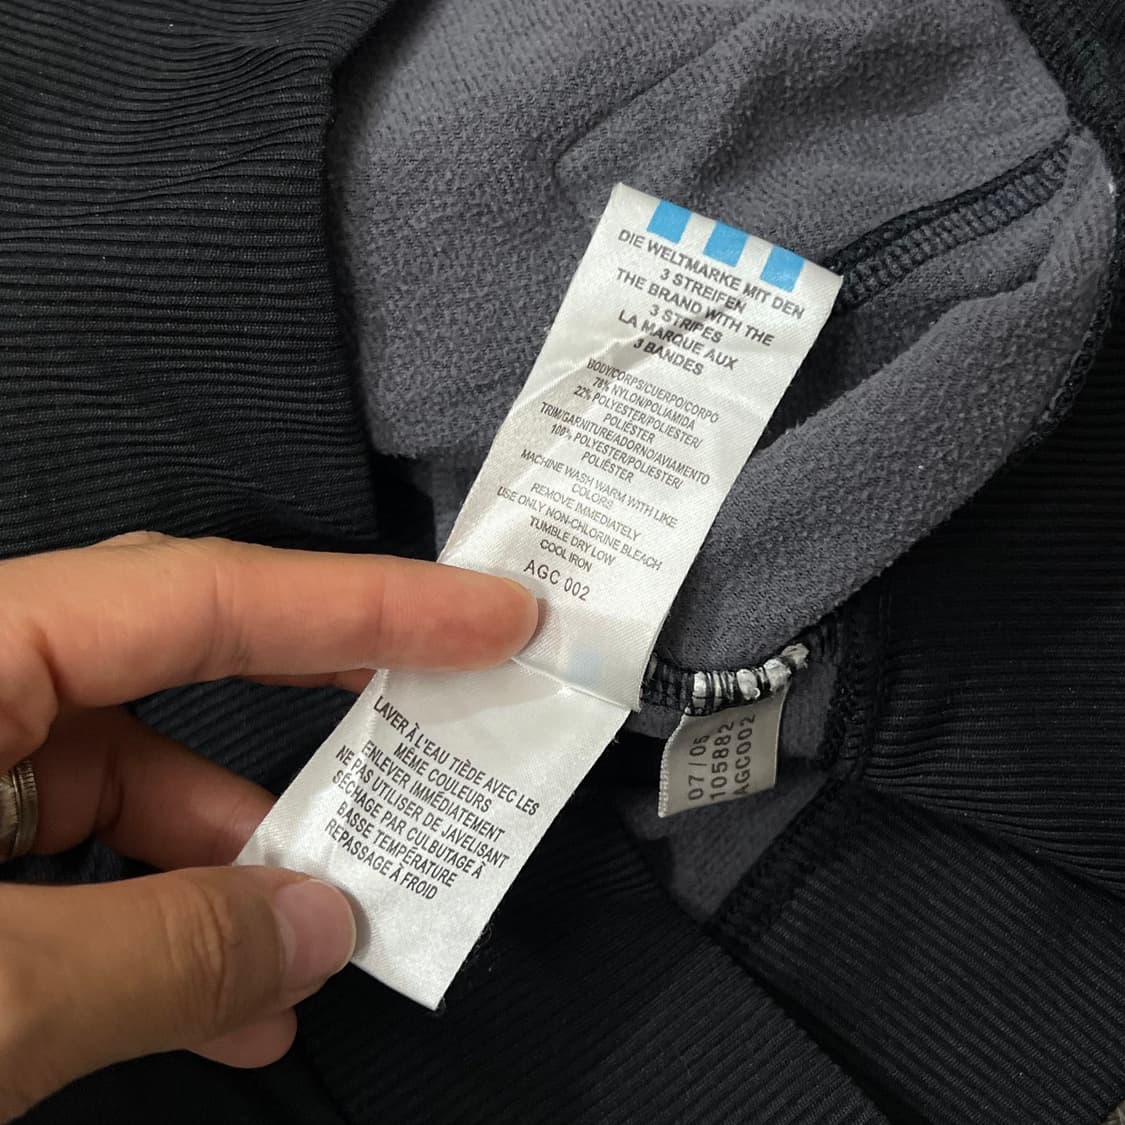 DIE WELTMARKE MIT DEN
3 STREIFEN
THE BRAND WITH THE
3 STRIPES
LA MARQUE AUX
3 BANDES
BODY/CORPS/CUERPO/CORPO
78% NYLON/POLIAMIDA
22% POLYESTER/POLIESTER/
POLIÉSTER
TRIM/GARNITURE/ADORNO/AVIAMENTO
100% POLYESTER/POLIESTER/
POLIÉSTER
MACHINE WASH WARM WITH LIKE
COLORS
REMOVE IMMEDIATELY
USE ONLY NON-CHLORINE BLEACH
TUMBLE DRY LOW
COOL IRON
AGC 002
LAVER À L'EAU TIÈDE AVEC LES
MÊME COULEURS
ENLEVER IMMÉDIATEMENT
NE PAS UTILISER DE JAVELISANT
SÉCHAGE PAR CULBUTAGE À
BASSE TEMPÉRATURE
REPASSAGE À FROID
07/05
105882
AGC002